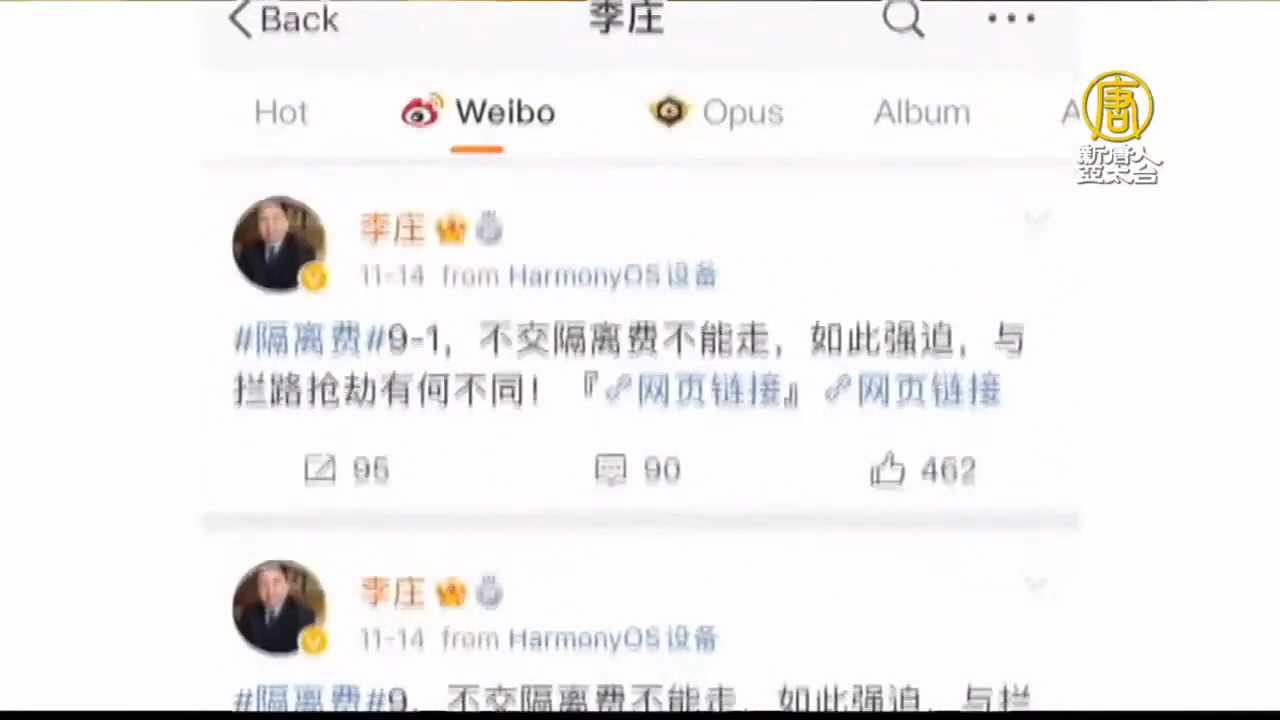 Back
李庄
Hot
Weibo
Opus
Album
A
唐
新唐人
亞太台
李庄
11-14 from HarmonyOS设备
#隔离费#9-1，不交隔离费不能走，如此强迫，与
拦路抢劫有何不同！『网页链接』网页链接
95
90
462
李庄
11-14 from HarmonyOS设备
#隔离费#9，不交隔离费不能走，如此强迫，与拦